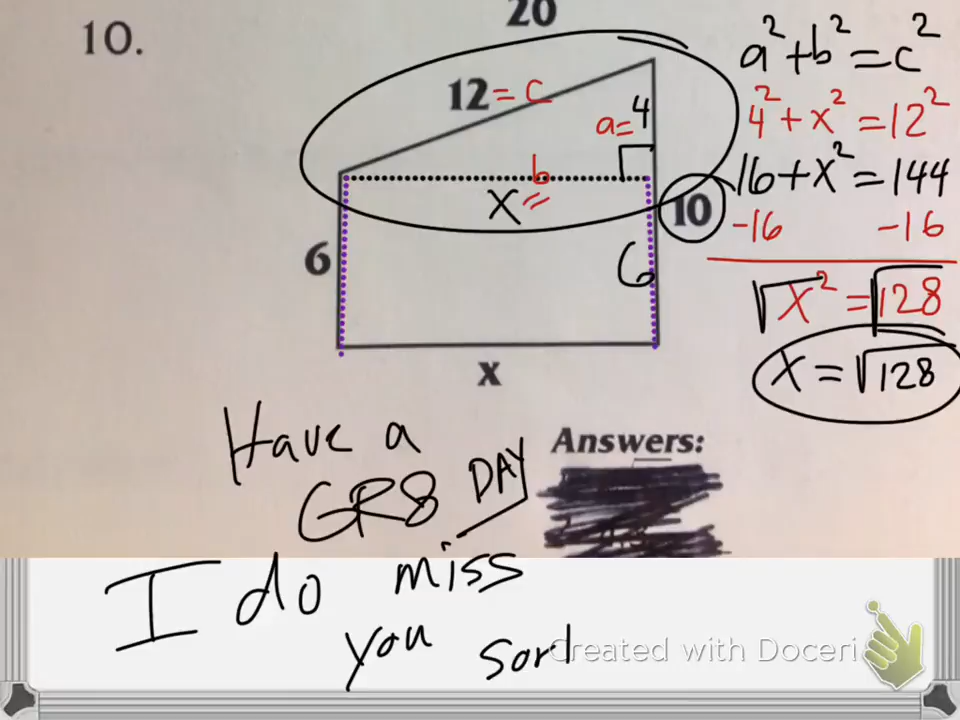 20
10.
a² + b² = c²
12 = c
a = 4
4² + x² = 12²
b
16 + x² = 144
x =
10
-16 -16
6
6
√x² = √128
x
x = √128
Have a
GR8 DAY
Answers:
I do miss
you
Created with Doceri